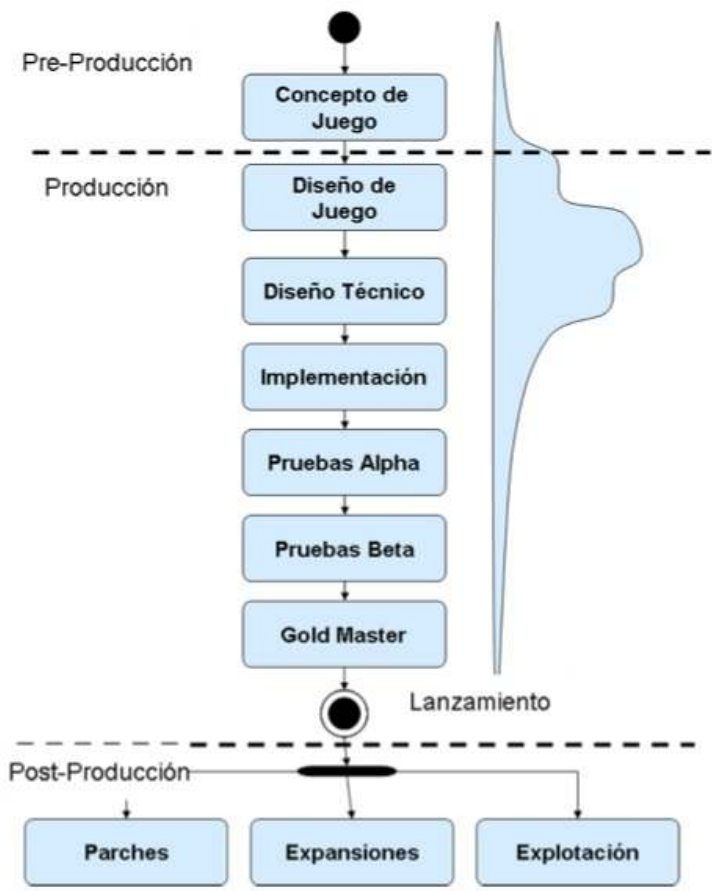 Pre-Producción
Concepto de
Juego
Producción
Diseño de
Juego
Diseño Técnico
Implementación
Pruebas Alpha
Pruebas Beta
Gold Master
Lanzamiento
Post-Producción
Parches
Expansiones
Explotación